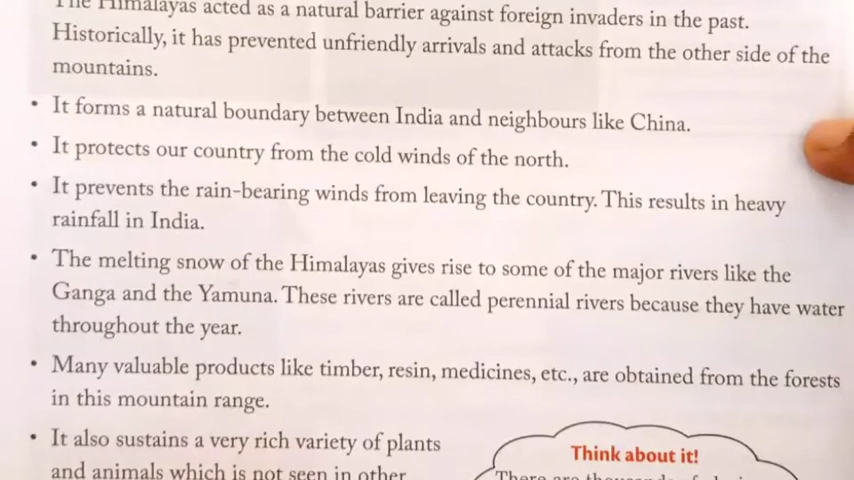 The Himalayas acted as a natural barrier against foreign invaders in the past.
Historically, it has prevented unfriendly arrivals and attacks from the other side of the
mountains.
• It forms a natural boundary between India and neighbours like China.
• It protects our country from the cold winds of the north.
• It prevents the rain-bearing winds from leaving the country. This results in heavy
rainfall in India.
• The melting snow of the Himalayas gives rise to some of the major rivers like the
Ganga and the Yamuna. These rivers are called perennial rivers because they have water
throughout the year.
• Many valuable products like timber, resin, medicines, etc., are obtained from the forests
in this mountain range.
• It also sustains a very rich variety of plants
and animals which is not seen in other
Think about it!
There are thousands of